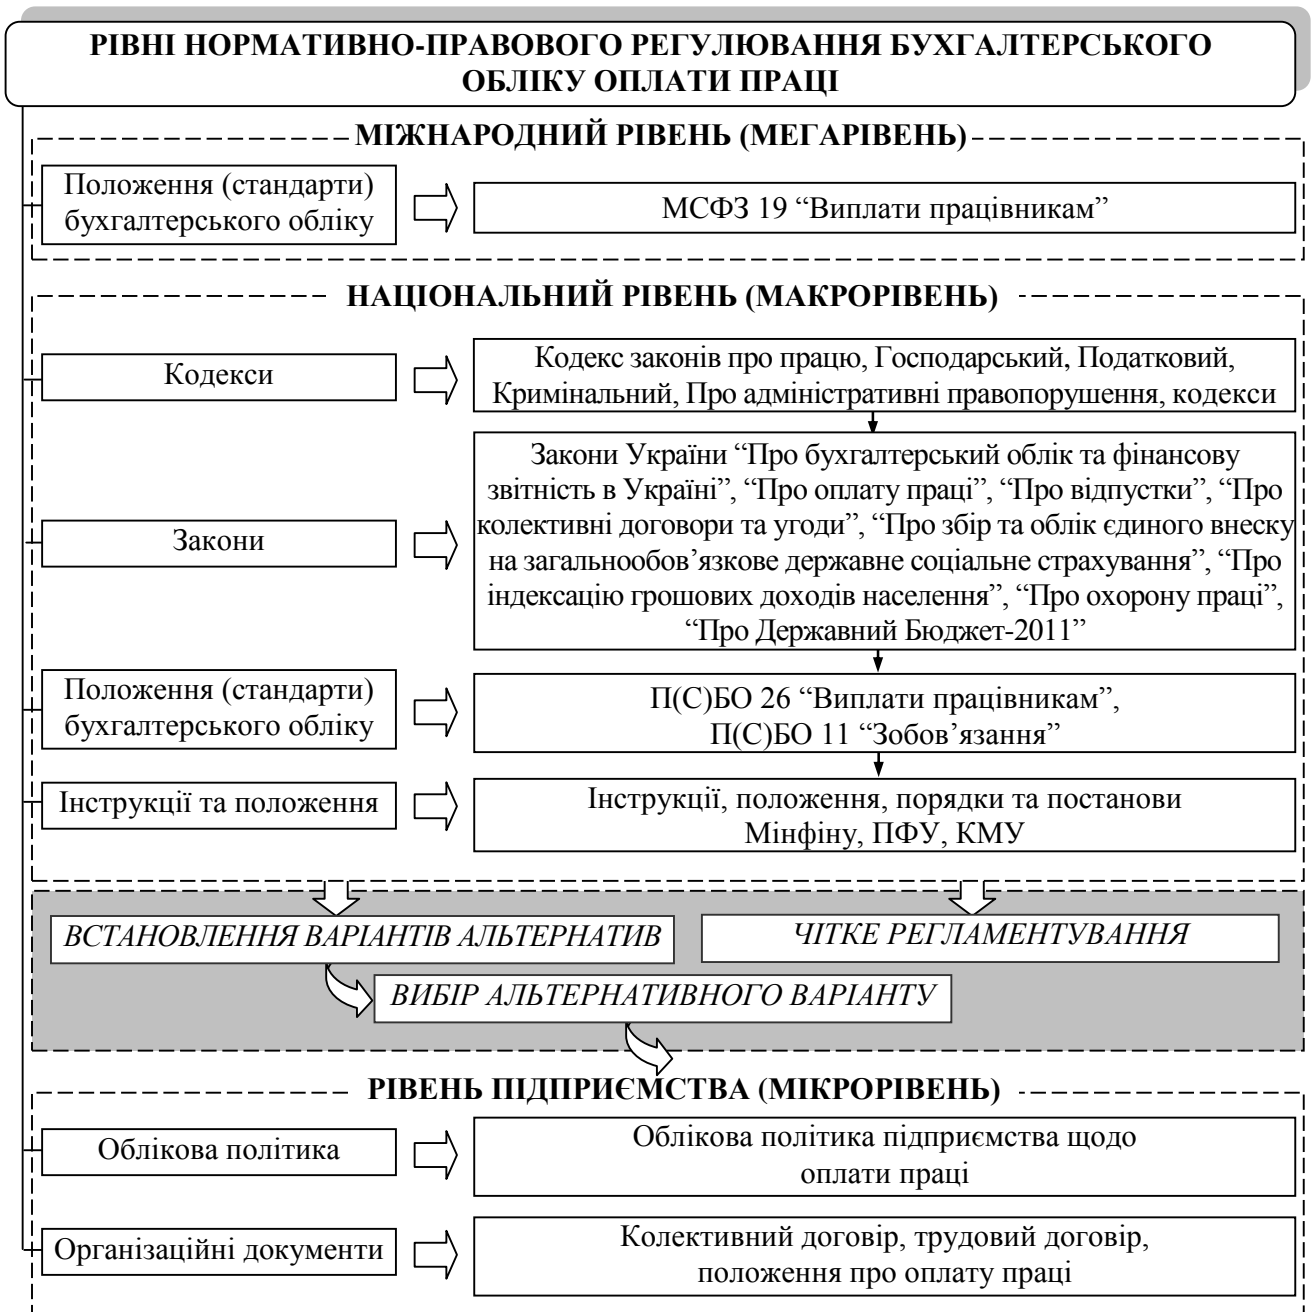 РІВНІ НОРМАТИВНО-ПРАВОВОГО РЕГУЛЮВАННЯ БУХГАЛТЕРСЬКОГО
ОБЛІКУ ОПЛАТИ ПРАЦІ
МІЖНАРОДНИЙ РІВЕНЬ (МЕГАРІВЕНЬ)
Положення (стандарти)
бухгалтерського обліку
МСФЗ 19 “Виплати працівникам”
НАЦІОНАЛЬНИЙ РІВЕНЬ (МАКРОРІВЕНЬ)
Кодекси
Кодекс законів про працю, Господарський, Податковий,
Кримінальний, Про адміністративні правопорушення, кодекси
Закони
Закони України “Про бухгалтерський облік та фінансову
звітність в Україні”, “Про оплату праці”, “Про відпустки”, “Про
колективні договори та угоди”, “Про збір та облік єдиного внеску
на загальнообов’язкове державне соціальне страхування”, “Про
індексацію грошових доходів населення”, “Про охорону праці”,
“Про Державний Бюджет-2011”
Положення (стандарти)
бухгалтерського обліку
П(С)БО 26 “Виплати працівникам”,
П(С)БО 11 “Зобов’язання”
Інструкції та положення
Інструкції, положення, порядки та постанови
Мінфіну, ПФУ, КМУ
ВСТАНОВЛЕННЯ ВАРІАНТІВ АЛЬТЕРНАТИВ
ЧІТКЕ РЕГЛАМЕНТУВАННЯ
ВИБІР АЛЬТЕРНАТИВНОГО ВАРІАНТУ
РІВЕНЬ ПІДПРИЄМСТВА (МІКРОРІВЕНЬ)
Облікова політика
Облікова політика підприємства щодо
оплати праці
Організаційні документи
Колективний договір, трудовий договір,
положення про оплату праці